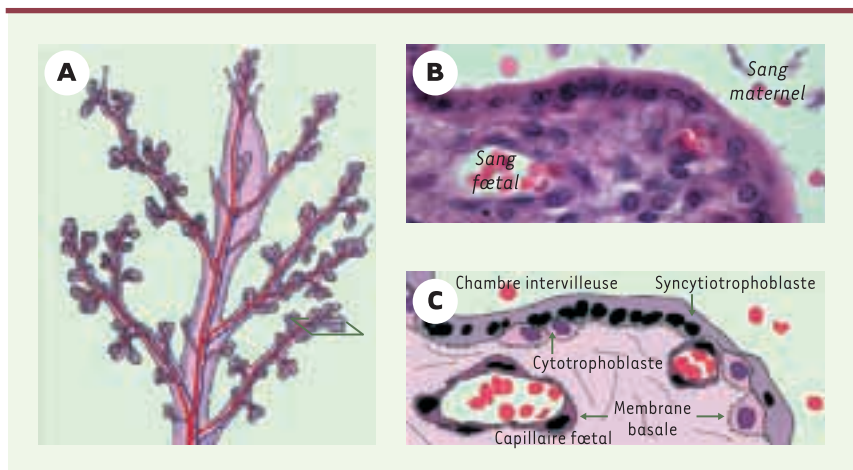 A
B
Sang
maternel
Sang
fœtal
C
Chambre intervilleuse
Syncytiotrophoblaste
Cytotrophoblaste
Membrane
basale
Capillaire fœtal